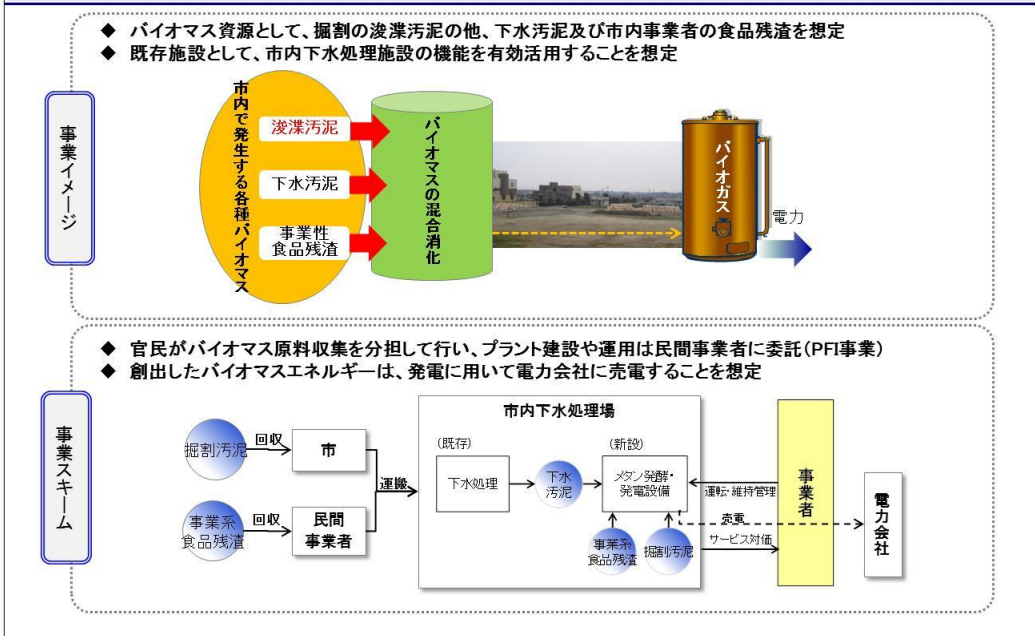 ◆ バイオマス資源として、掘割の浚渫汚泥の他、下水汚泥及び市内事業者の食品残渣を想定
◆ 既存施設として、市内下水処理施設の機能を有効活用することを想定
事業イメージ
市内で発生する各種バイオマス
浚渫汚泥
下水汚泥
事業性
食品残渣
バイオマスの混合消化
バイオガス
電力
◆ 官民がバイオマス原料収集を分担して行い、プラント建設や運用は民間事業者に委託(PFI事業)
◆ 創出したバイオマスエネルギーは、発電に用いて電力会社に売電することを想定
事業スキーム
掘割汚泥
回収
市
事業系
食品残渣
回収
民間
事業者
運搬
市内下水処理場
(既存)
下水処理
下水
汚泥
(新設)
メタン発酵・
発電設備
事業系
食品残渣
掘割汚泥
運転・維持管理
売電
サービス対価
事業者
電力会社